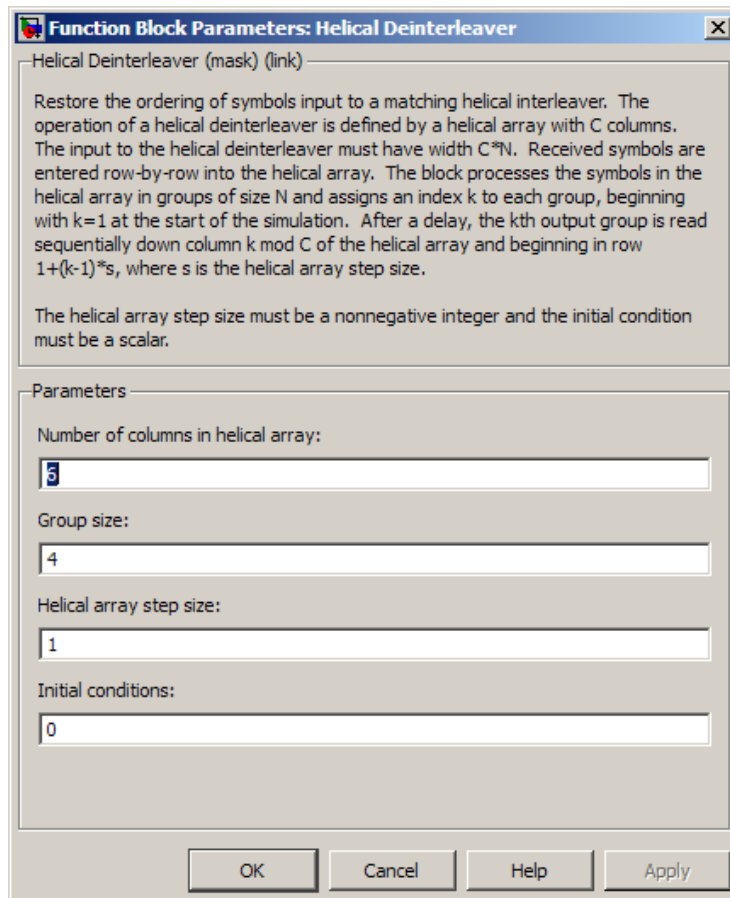 Function Block Parameters: Helical Deinterleaver
Helical Deinterleaver (mask) (link)
Restore the ordering of symbols input to a matching helical interleaver. The
operation of a helical deinterleaver is defined by a helical array with C columns.
The input to the helical deinterleaver must have width C*N. Received symbols are
entered row-by-row into the helical array. The block processes the symbols in the
helical array in groups of size N and assigns an index k to each group, beginning
with k=1 at the start of the simulation. After a delay, the kth output group is read
sequentially down column k mod C of the helical array and beginning in row
1+(k-1)*s, where s is the helical array step size.
The helical array step size must be a nonnegative integer and the initial condition
must be a scalar.
Parameters
Number of columns in helical array:
6
Group size:
4
Helical array step size:
1
Initial conditions:
0
OK Cancel Help Apply